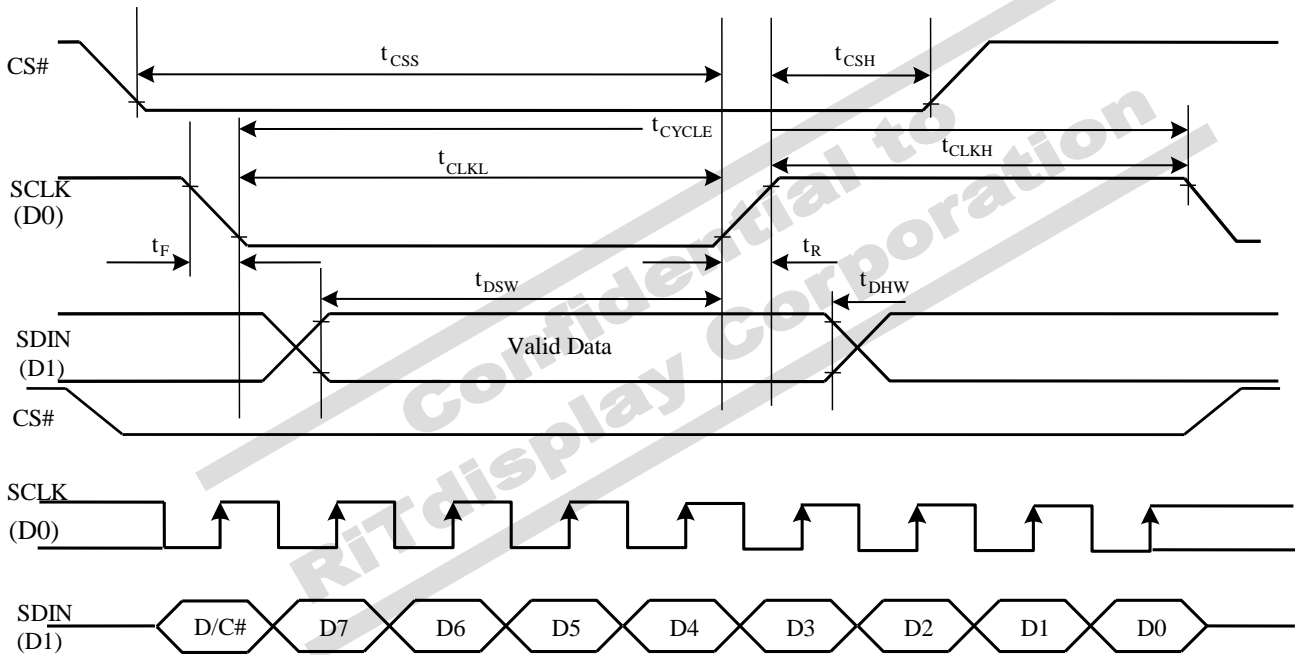 CS#
tCSS
tCSH
tCYCLE
tCLKL
tCLKH
SCLK
(D0)
tF
tR
tDSW
tDHW
SDIN
(D1)
Valid Data
CS#
SCLK
(D0)
SDIN
(D1)
D/C# D7 D6 D5 D4 D3 D2 D1 D0
Confidential to
RiTdisplay Corporation